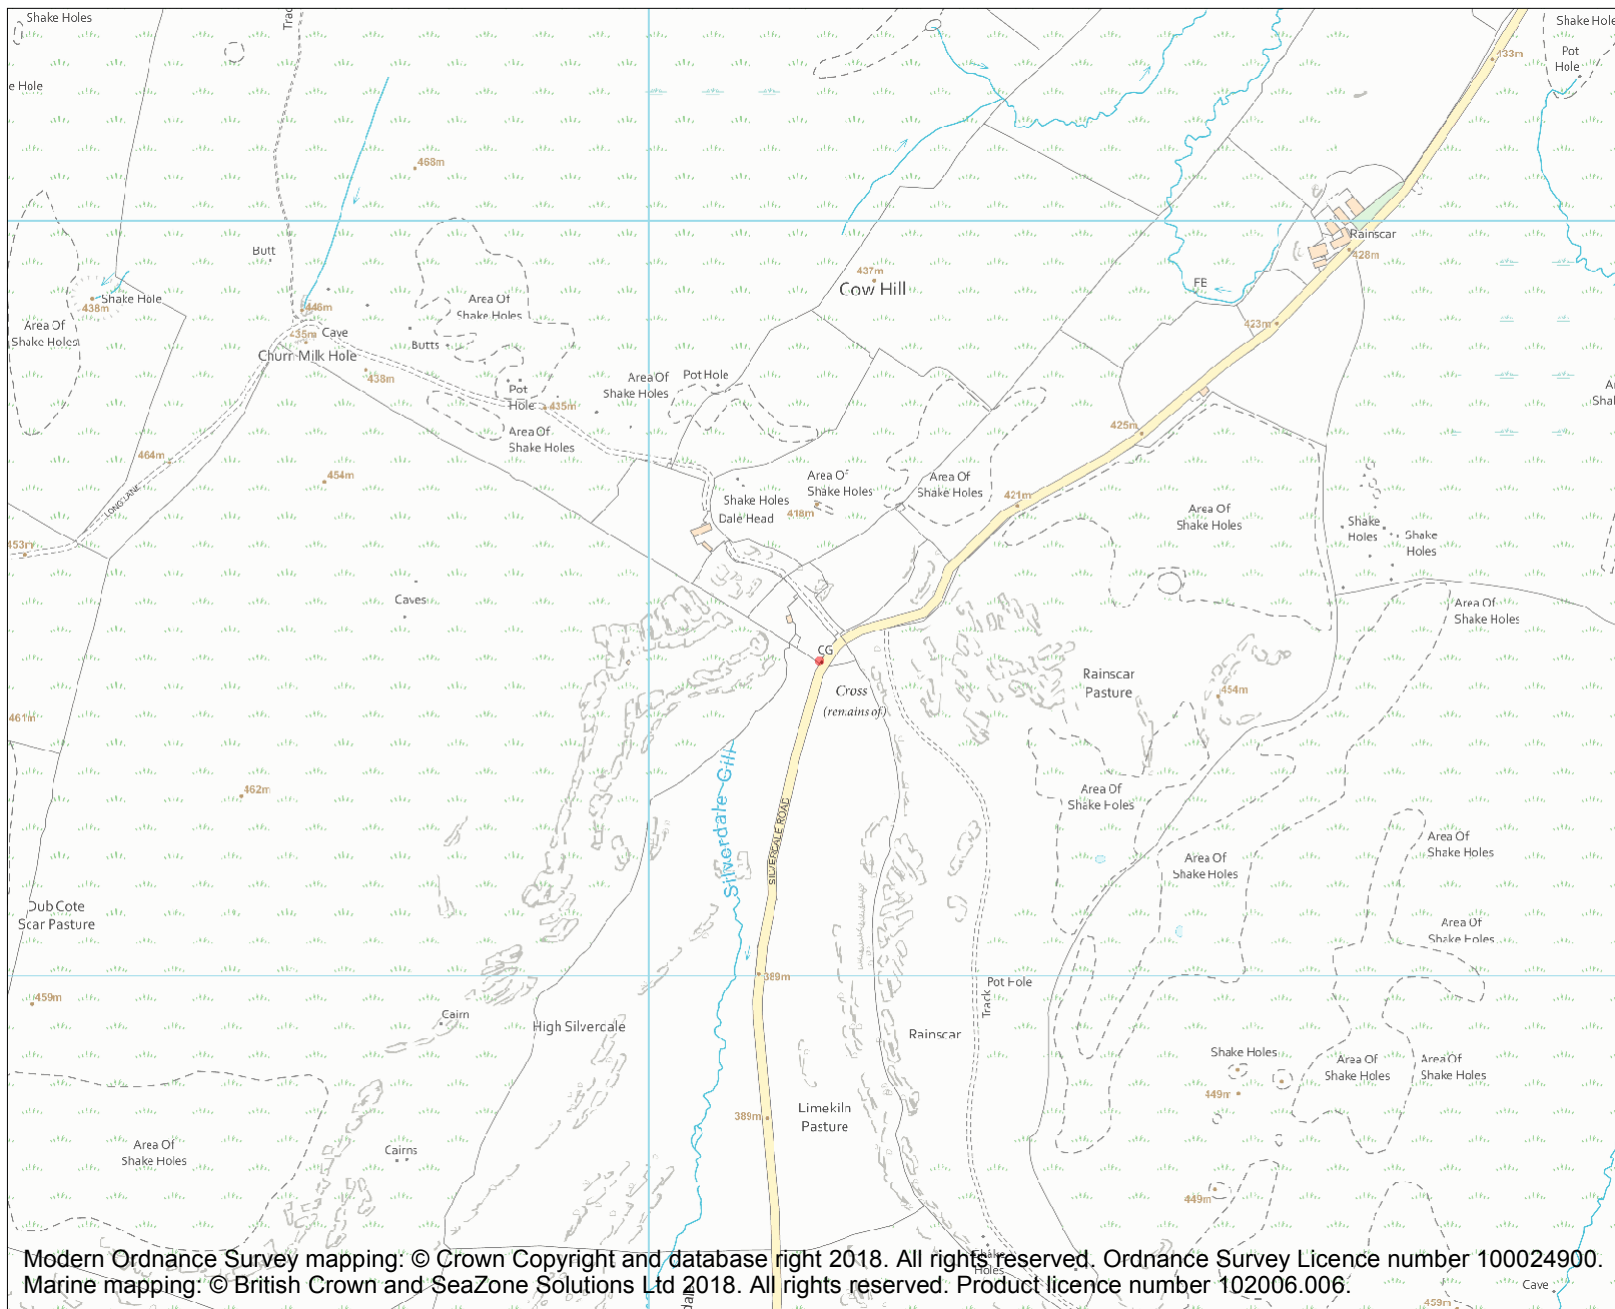 Shake Holes
Shake Hole
Pot
Hole
e Hole
433m
468m
Butt
Rainscar
428m
437m
Cow Hill
FE
423m
Shake Hole
438m
Area Of
Shake Holes
446m
435m
Cave
Churr Milk Hole
438m
Area Of
Shake Holes
Butts
Pot
Hole
435m
Area Of
Shake Holes
Area Of
Shake Holes
Pot Hole
425m
464m
454m
LONG LANE
453m
Shake Holes
Dale Head
Area Of
Shake Holes
418m
Area Of
Shake Holes
421m
Area Of
Shake Holes
Shake
Holes
Shake
Holes
Caves
CG
Cross
(remains of)
Area Of
Shake Holes
Rainscar
Pasture
454m
461m
462m
Silverdale Gill
SILVERDALE ROAD
Area Of
Shake Holes
Area Of
Shake Holes
Area Of
Shake Holes
Dub Cote
Scar Pasture
Area Of
Shake Holes
459m
389m
Cairn
High Silverdale
Track
Pot Hole
Rainscar
Shake Holes
449m
Area Of
Shake Holes
Area Of
Shake Holes
389m
Limekiln
Pasture
Area Of
Shake Holes
Cairns
449m
Shake
Holes
Cave
459m
Modern Ordnance Survey mapping: © Crown Copyright and database right 2018. All rights reserved. Ordnance Survey Licence number 100024900.
Marine mapping: © British Crown and SeaZone Solutions Ltd 2018. All rights reserved. Product licence number 102006.006.